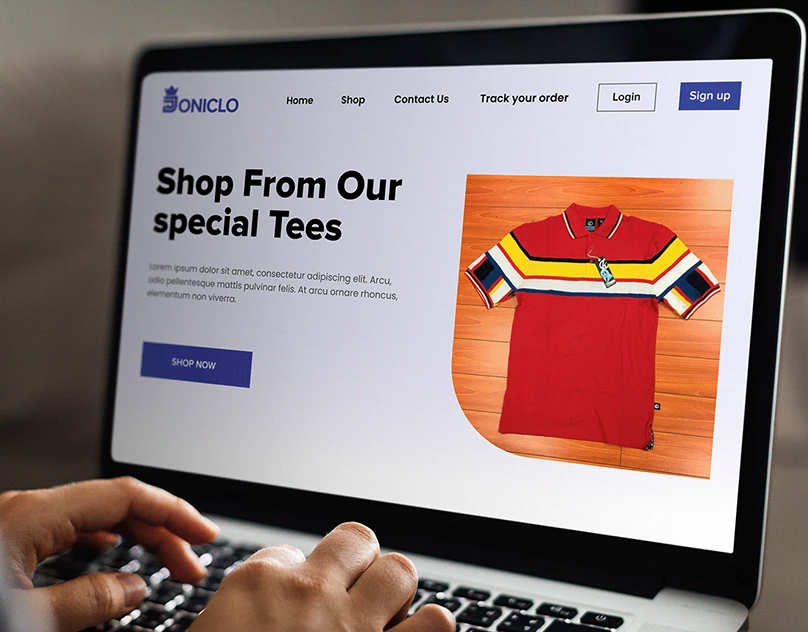 JONICLO
Home Shop Contact Us Track your order Login Sign up
Shop From Our
special Tees
Lorem ipsum dolor sit amet, consectetur adipiscing elit. Arcu,
odio pellentesque mattis pulvinar felis. At arcu ornare rhoncus,
elementum non viverra.
SHOP NOW